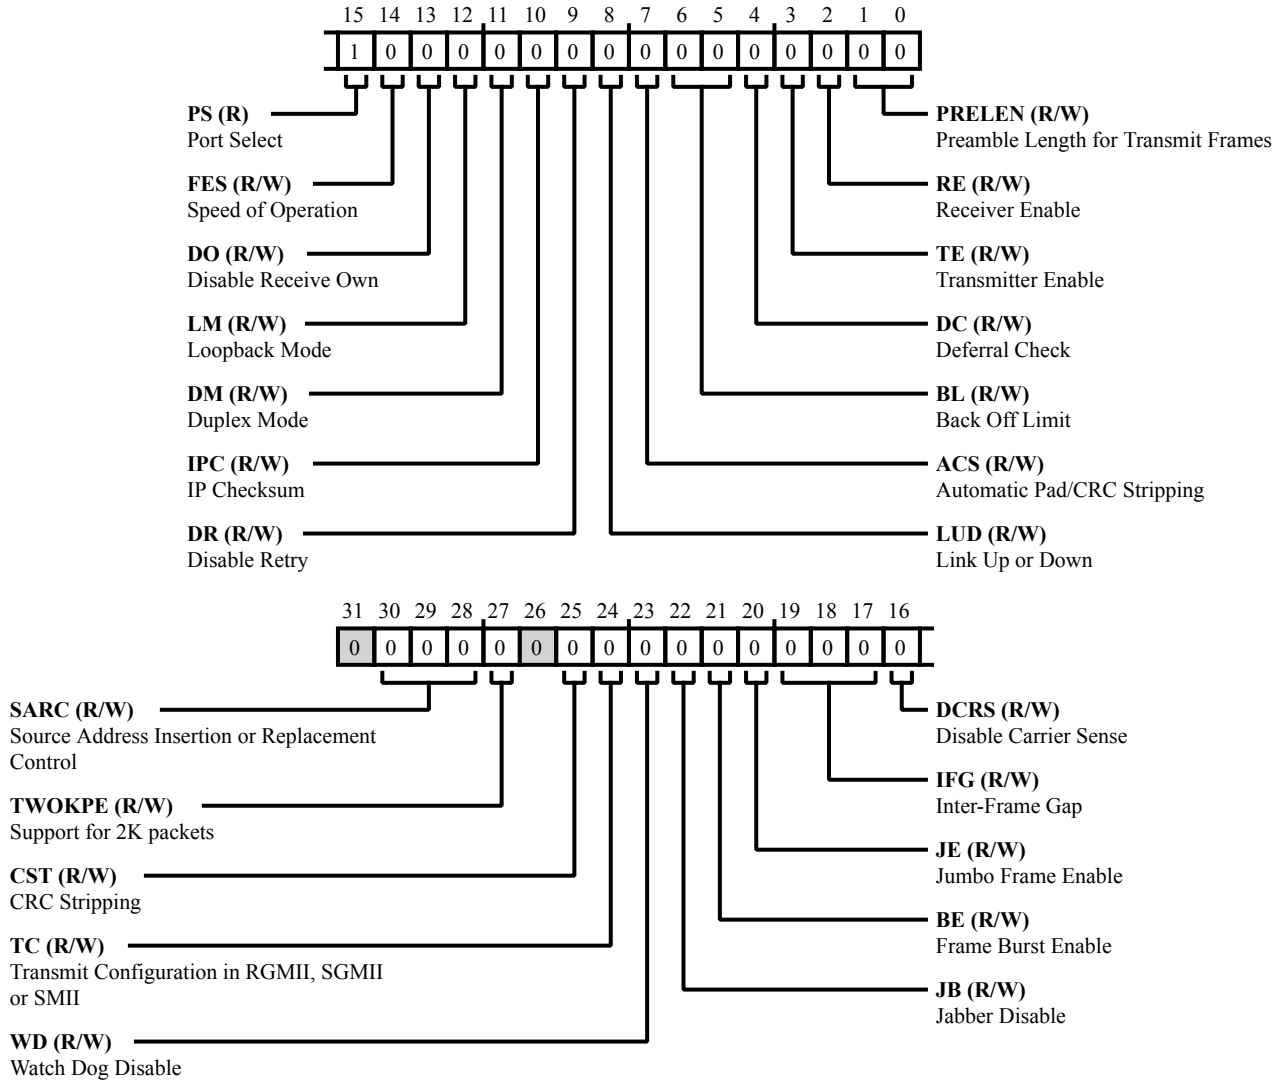 15 14 13 12 11 10 9 8 7 6 5 4 3 2 1 0
1 0 0 0 0 0 0 0 0 0 0 0 0 0 0 0
PS (R)
Port Select
FES (R/W)
Speed of Operation
DO (R/W)
Disable Receive Own
LM (R/W)
Loopback Mode
DM (R/W)
Duplex Mode
IPC (R/W)
IP Checksum
DR (R/W)
Disable Retry
PRELEN (R/W)
Preamble Length for Transmit Frames
RE (R/W)
Receiver Enable
TE (R/W)
Transmitter Enable
DC (R/W)
Deferral Check
BL (R/W)
Back Off Limit
ACS (R/W)
Automatic Pad/CRC Stripping
LUD (R/W)
Link Up or Down
31 30 29 28 27 26 25 24 23 22 21 20 19 18 17 16
0 0 0 0 0 0 0 0 0 0 0 0 0 0 0 0
SARC (R/W)
Source Address Insertion or Replacement
Control
TWOKPE (R/W)
Support for 2K packets
CST (R/W)
CRC Stripping
TC (R/W)
Transmit Configuration in RGMII, SGMII
or SMII
WD (R/W)
Watch Dog Disable
DCRS (R/W)
Disable Carrier Sense
IFG (R/W)
Inter-Frame Gap
JE (R/W)
Jumbo Frame Enable
BE (R/W)
Frame Burst Enable
JB (R/W)
Jabber Disable